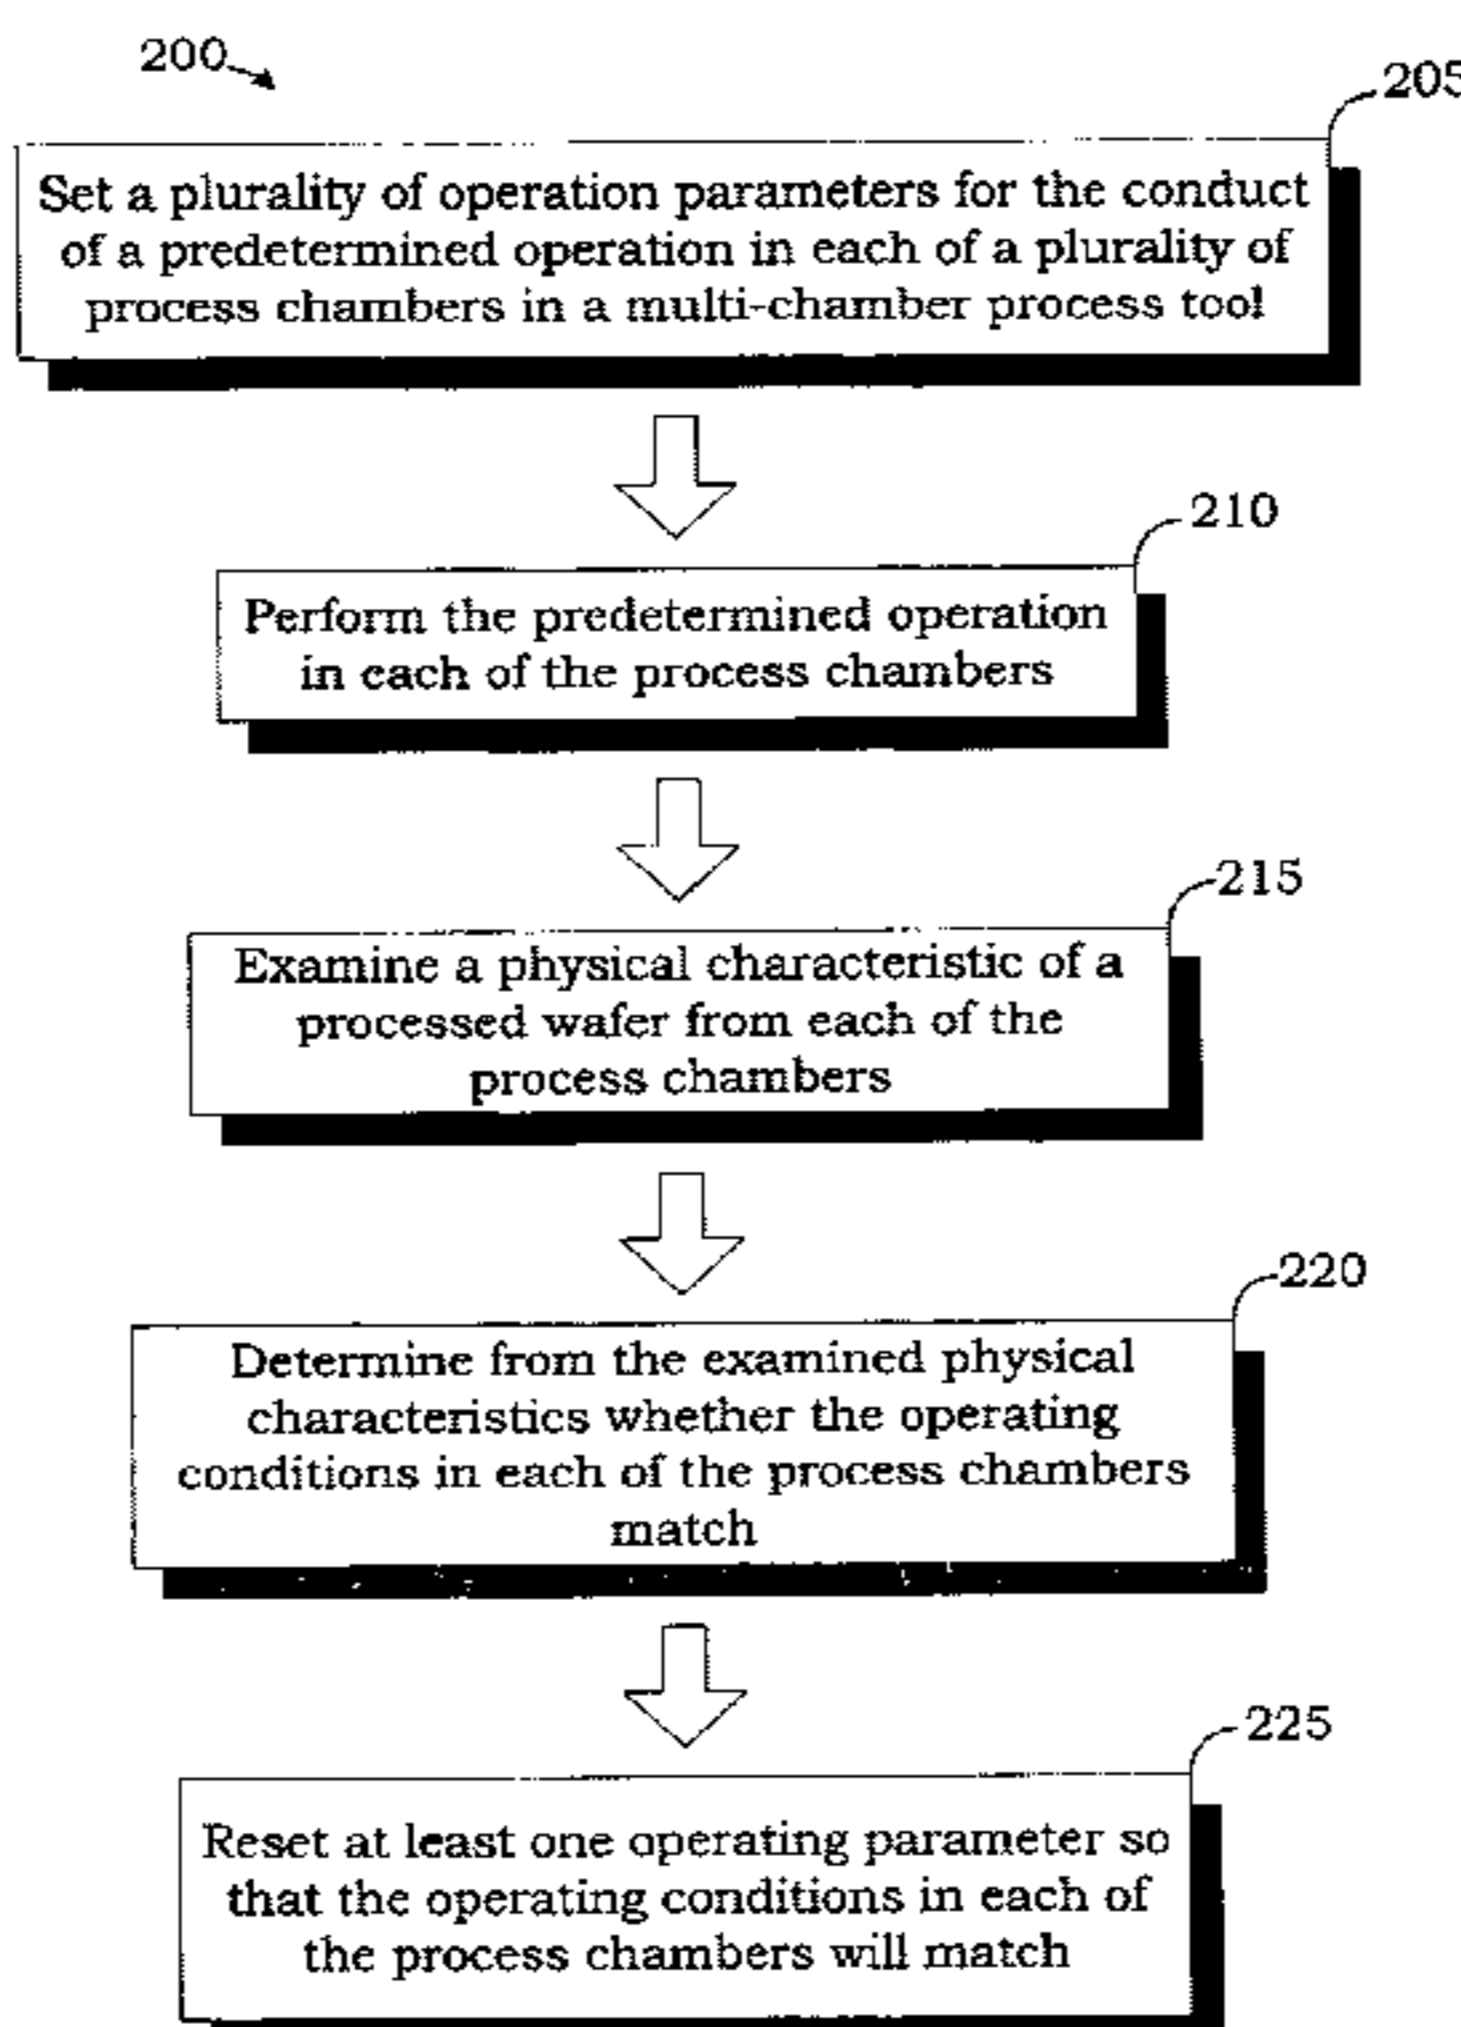 200
205
Set a plurality of operation parameters for the conduct
of a predetermined operation in each of a plurality of
process chambers in a multi-chamber process tool
210
Perform the predetermined operation
in each of the process chambers
215
Examine a physical characteristic of a
processed wafer from each of the
process chambers
220
Determine from the examined physical
characteristics whether the operating
conditions in each of the process chambers
match
225
Reset at least one operating parameter so
that the operating conditions in each of
the process chambers will match